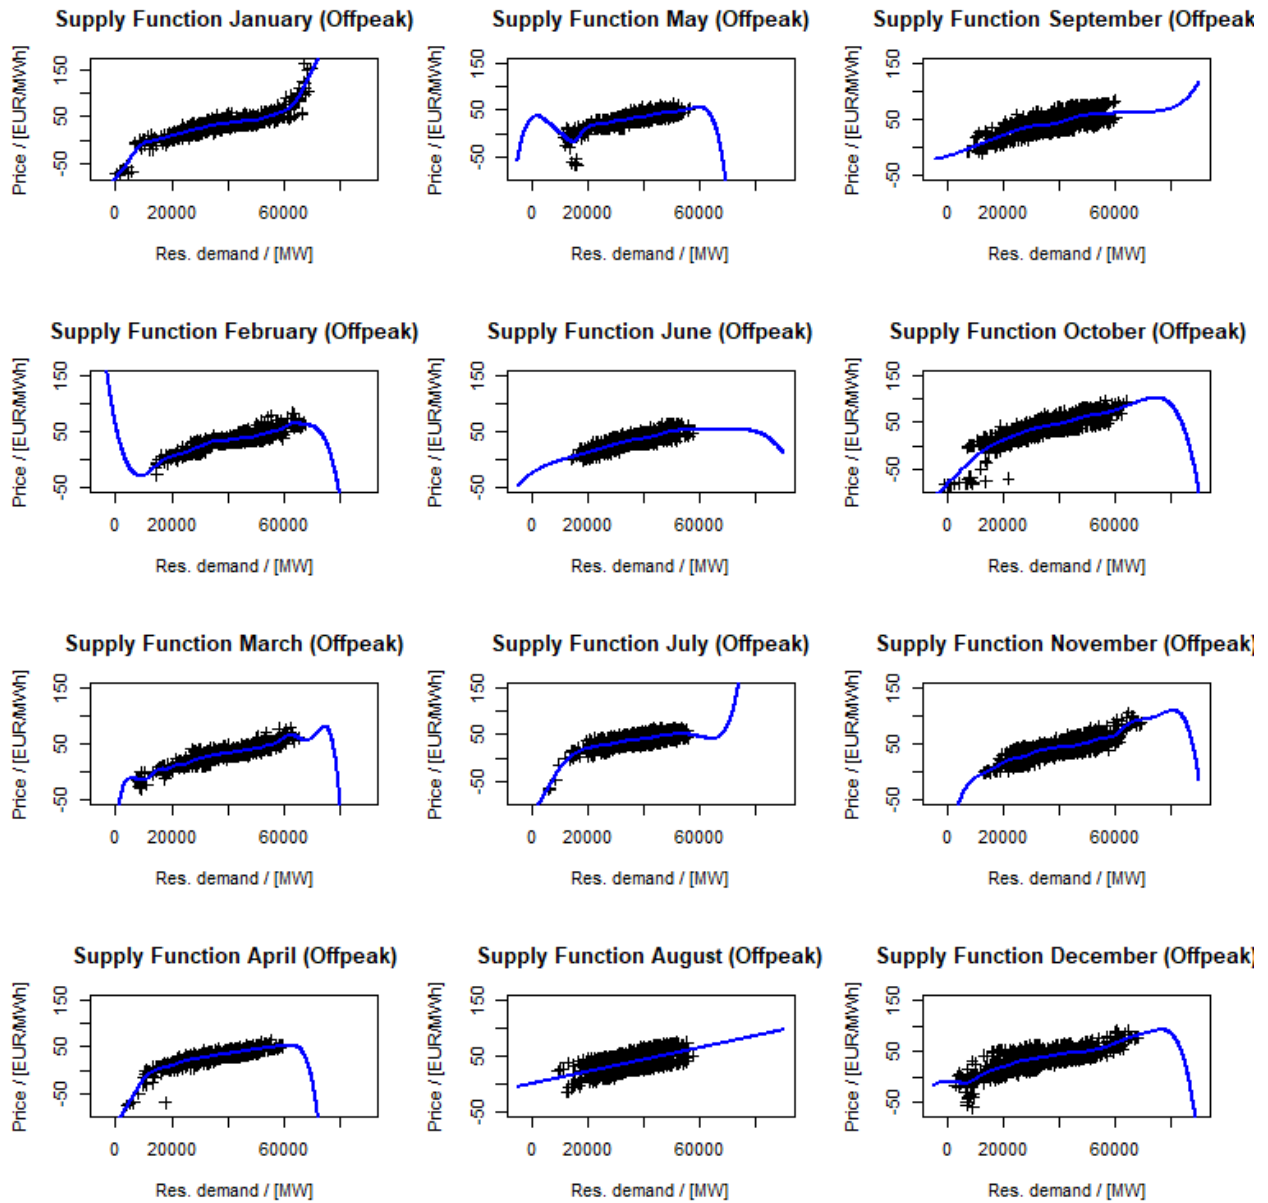 Supply Function January (Offpeak)
Price / [EUR/MWh]
150
50
-50
0 20000 60000
Res. demand / [MW]
Supply Function May (Offpeak)
Price / [EUR/MWh]
150
50
-50
0 20000 60000
Res. demand / [MW]
Supply Function September (Offpeak
Price / [EUR/MWh]
150
50
-50
0 20000 60000
Res. demand / [MW]
Supply Function February (Offpeak)
Price / [EUR/MWh]
150
50
-50
0 20000 60000
Res. demand / [MW]
Supply Function June (Offpeak)
Price / [EUR/MWh]
150
50
-50
0 20000 60000
Res. demand / [MW]
Supply Function October (Offpeak)
Price / [EUR/MWh]
150
50
-50
0 20000 60000
Res. demand / [MW]
Supply Function March (Offpeak)
Price / [EUR/MWh]
150
50
-50
0 20000 60000
Res. demand / [MW]
Supply Function July (Offpeak)
Price / [EUR/MWh]
150
50
-50
0 20000 60000
Res. demand / [MW]
Supply Function November (Offpeak)
Price / [EUR/MWh]
150
50
-50
0 20000 60000
Res. demand / [MW]
Supply Function April (Offpeak)
Price / [EUR/MWh]
150
50
-50
0 20000 60000
Res. demand / [MW]
Supply Function August (Offpeak)
Price / [EUR/MWh]
150
50
-50
0 20000 60000
Res. demand / [MW]
Supply Function December (Offpeak)
Price / [EUR/MWh]
150
50
-50
0 20000 60000
Res. demand / [MW]